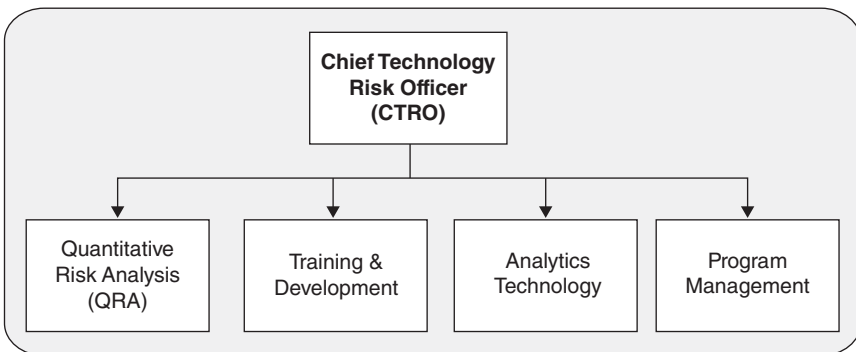 Chief Technology
Risk Officer
(CTRO)
Quantitative
Risk Analysis
(QRA)
Training &
Development
Analytics
Technology
Program
Management